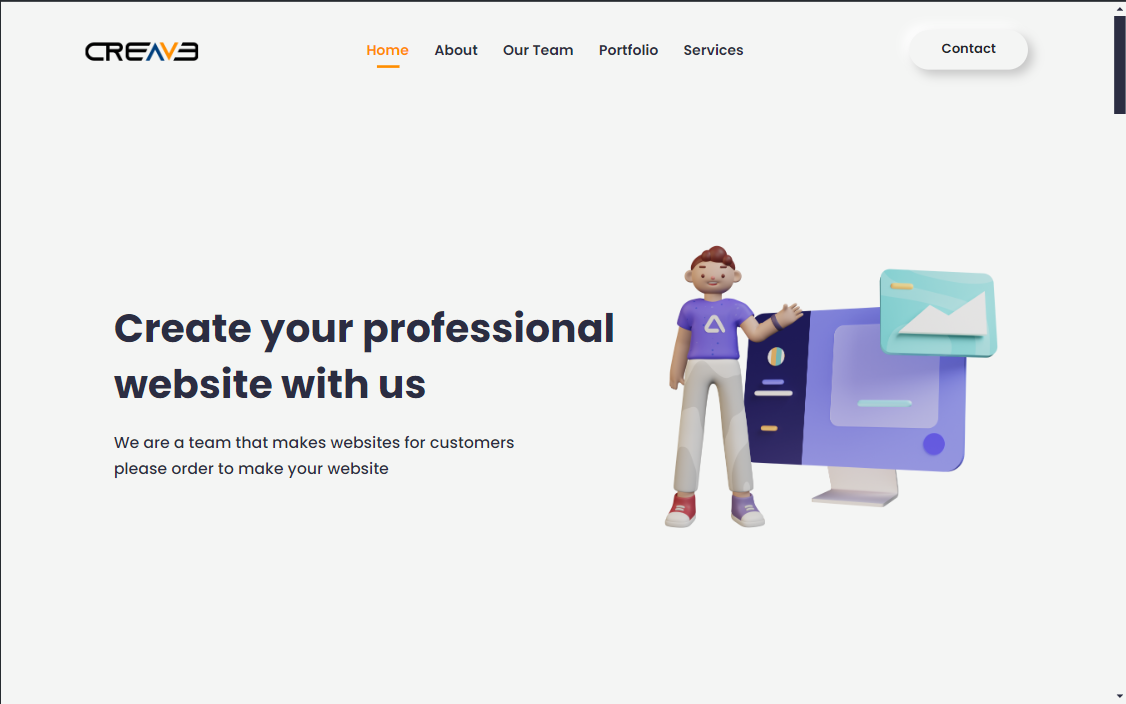 CREAVE
Home About Our Team Portfolio Services
Contact
Create your professional
website with us
We are a team that makes websites for customers
please order to make your website